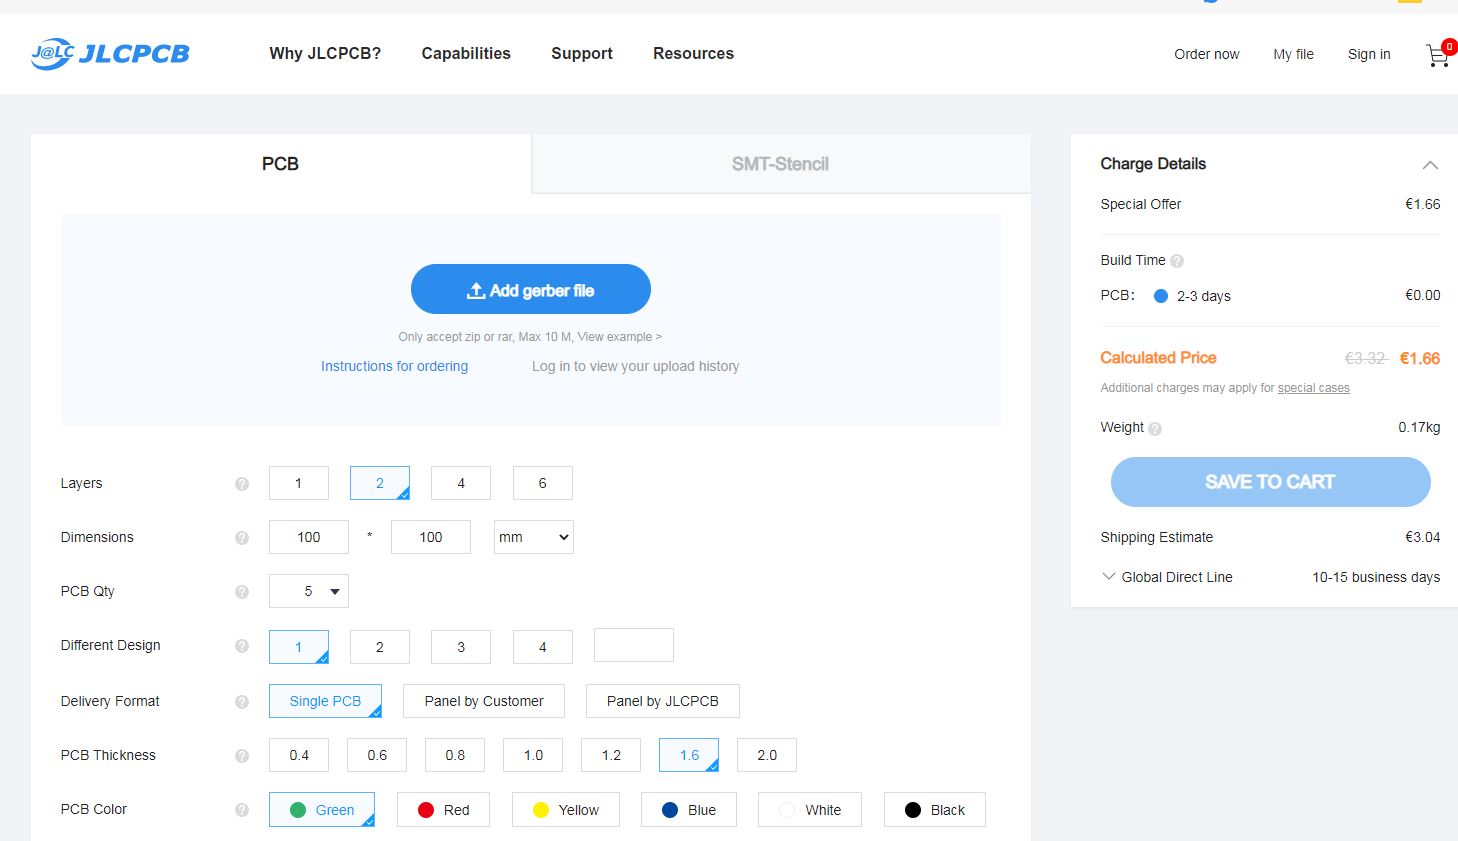 J@LC JLCPCB Why JLCPCB? Capabilities Support Resources Order now My file Sign in 0
PCB SMT-Stencil
Add gerber file
Only accept zip or rar, Max 10 M, View example >
Instructions for ordering Log in to view your upload history
Layers ? 1 2 4 6
Dimensions ? 100 * 100 mm
PCB Qty ? 5
Different Design ? 1 2 3 4
Delivery Format ? Single PCB Panel by Customer Panel by JLCPCB
PCB Thickness ? 0.4 0.6 0.8 1.0 1.2 1.6 2.0
PCB Color ? Green Red Yellow Blue White Black
Charge Details
Special Offer €1.66
Build Time ?
PCB: 2-3 days €0.00
Calculated Price €3.32 €1.66
Additional charges may apply for special cases
Weight ? 0.17kg
SAVE TO CART
Shipping Estimate €3.04
Global Direct Line 10-15 business days